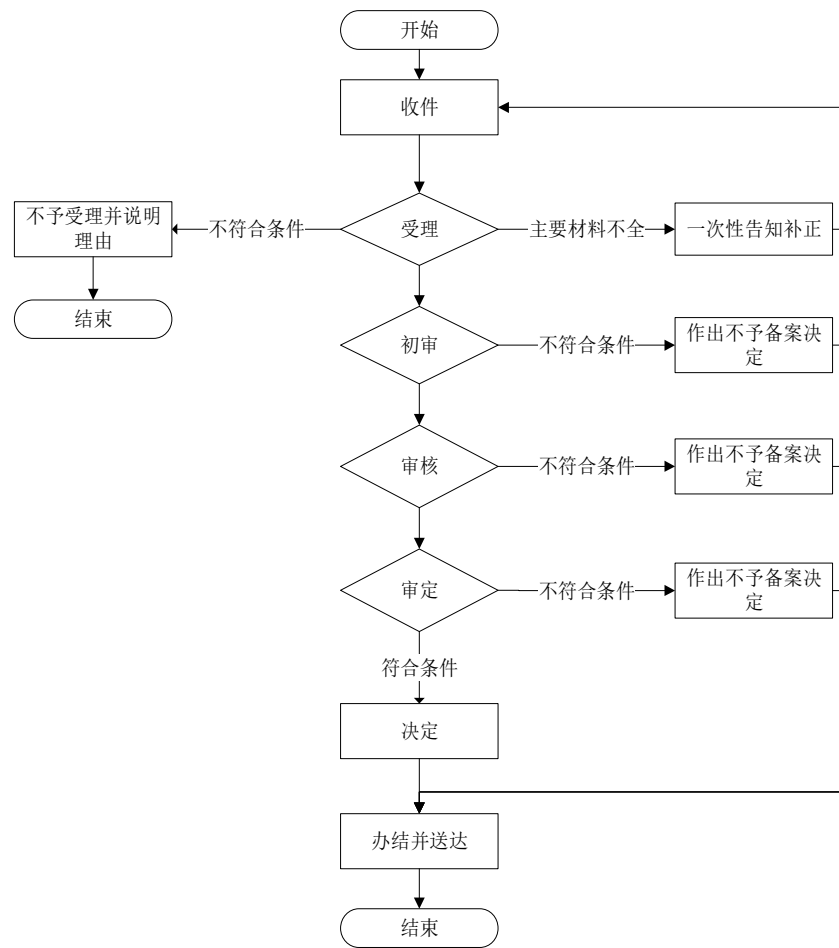 开始
收件
不予受理并说明
理由
不符合条件
受理
主要材料不全
一次性告知补正
结束
初审
不符合条件
作出不予备案决
定
审核
不符合条件
作出不予备案决
定
审定
不符合条件
作出不予备案决
定
符合条件
决定
办结并送达
结束